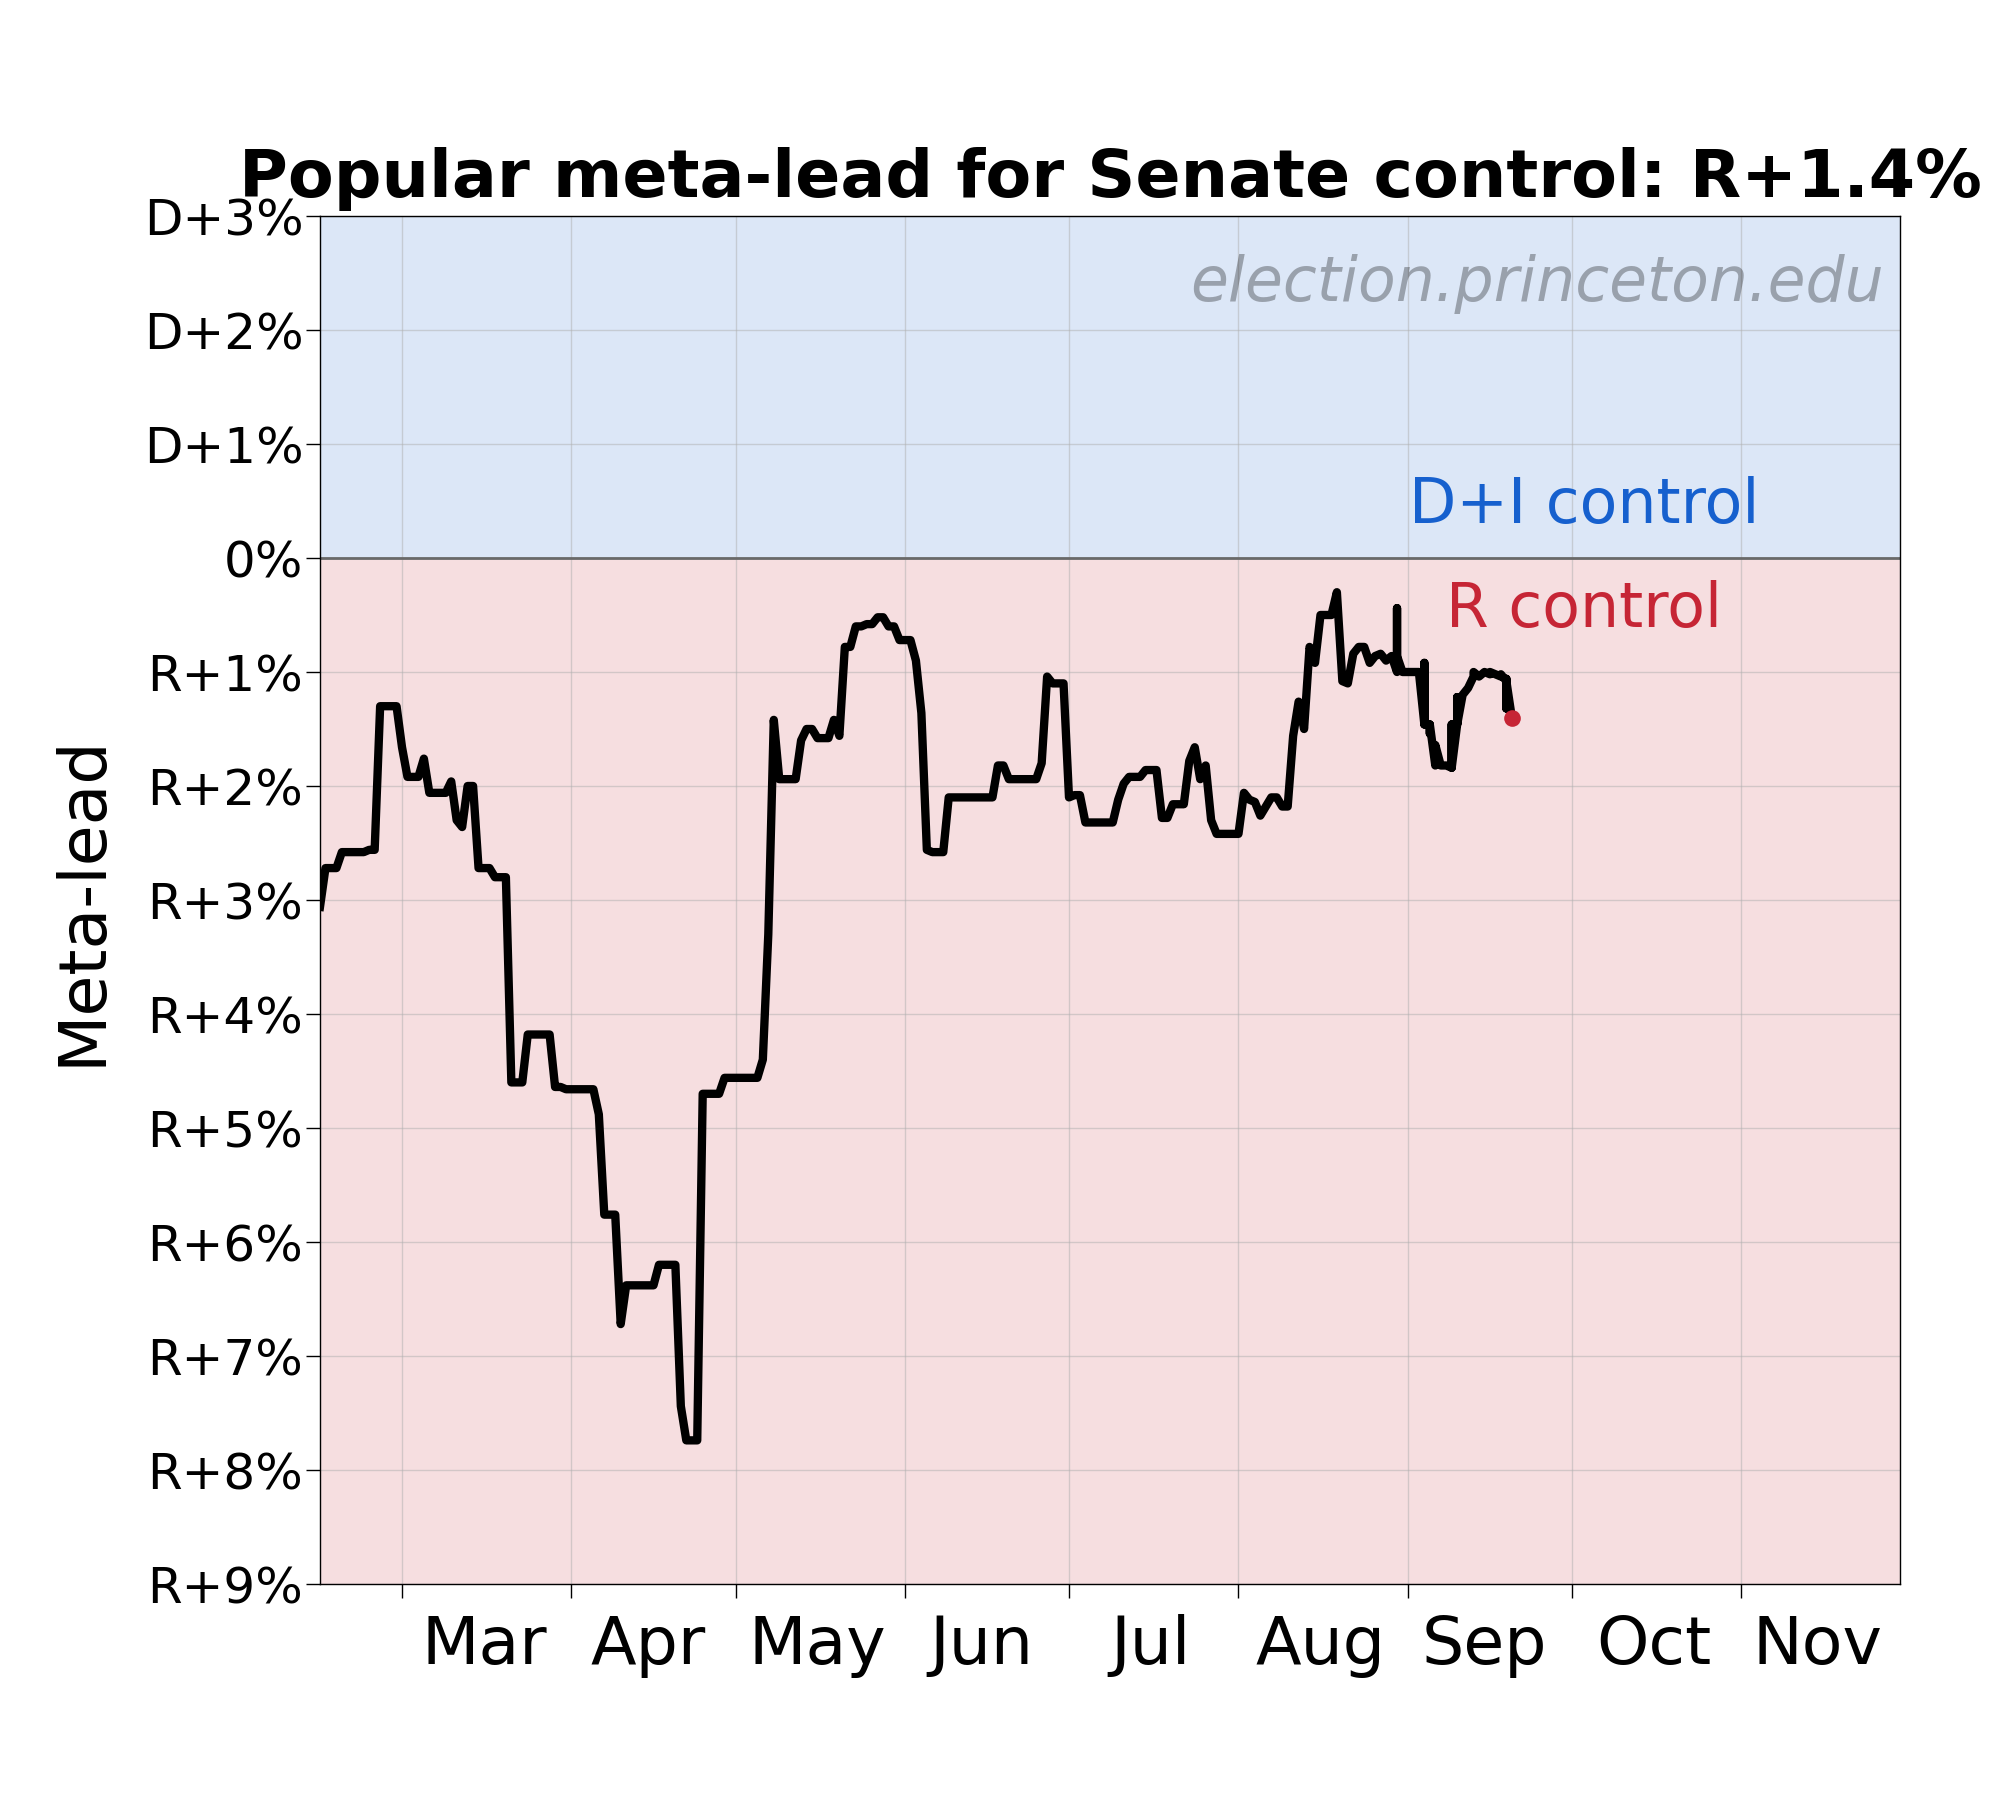 Popular meta-lead for Senate control: R+1.4%
D+3%
election.princeton.edu
D+2%
D+1%
D+I control
0%
R control
R+1%
R+2%
Meta-lead
R+3%
R+4%
R+5%
R+6%
R+7%
R+8%
R+9%
Mar Apr May Jun Jul Aug Sep Oct Nov